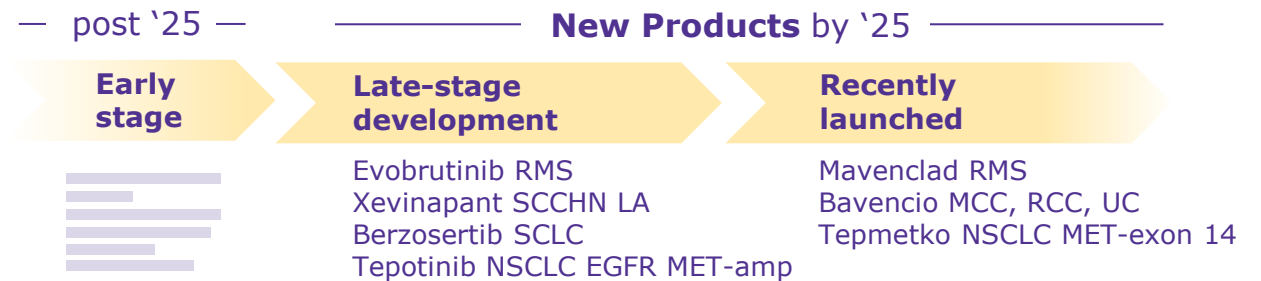 post ‘25
New Products by ‘25
Early
stage
Late-stage
development
Recently
launched
Evobrutinib RMS
Xevinapant SCCHN LA
Berzosertib SCLC
Tepotinib NSCLC EGFR MET-amp
Mavenclad RMS
Bavencio MCC, RCC, UC
Tepmetko NSCLC MET-exon 14